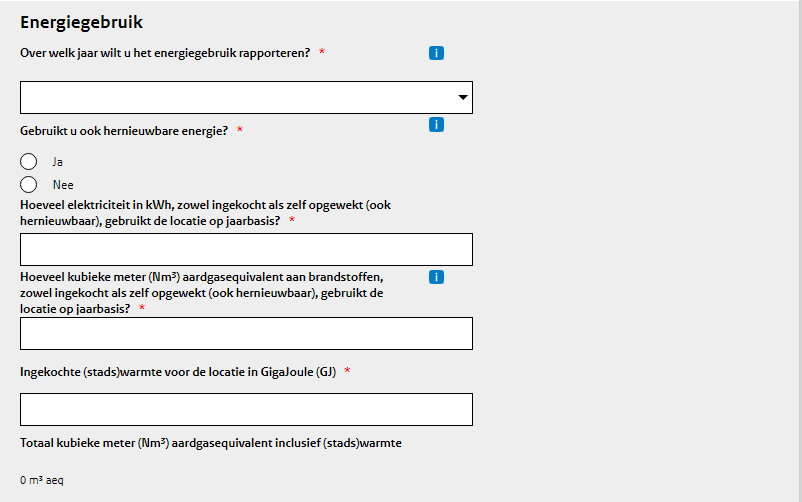 Energiegebruik
Over welk jaar wilt u het energiegebruik rapporteren? *
i
Gebruikt u ook hernieuwbare energie? *
i
Ja
Nee
Hoeveel elektriciteit in kWh, zowel ingekocht als zelf opgewekt (ook
hernieuwbaar), gebruikt de locatie op jaarbasis? *
Hoeveel kubieke meter (Nm³) aardgasequivalent aan brandstoffen,
i
zowel ingekocht als zelf opgewekt (ook hernieuwbaar), gebruikt de
locatie op jaarbasis? *
Ingekochte (stads)warmte voor de locatie in GigaJoule (GJ) *
Totaal kubieke meter (Nm³) aardgasequivalent inclusief (stads)warmte
0 m³ aeq